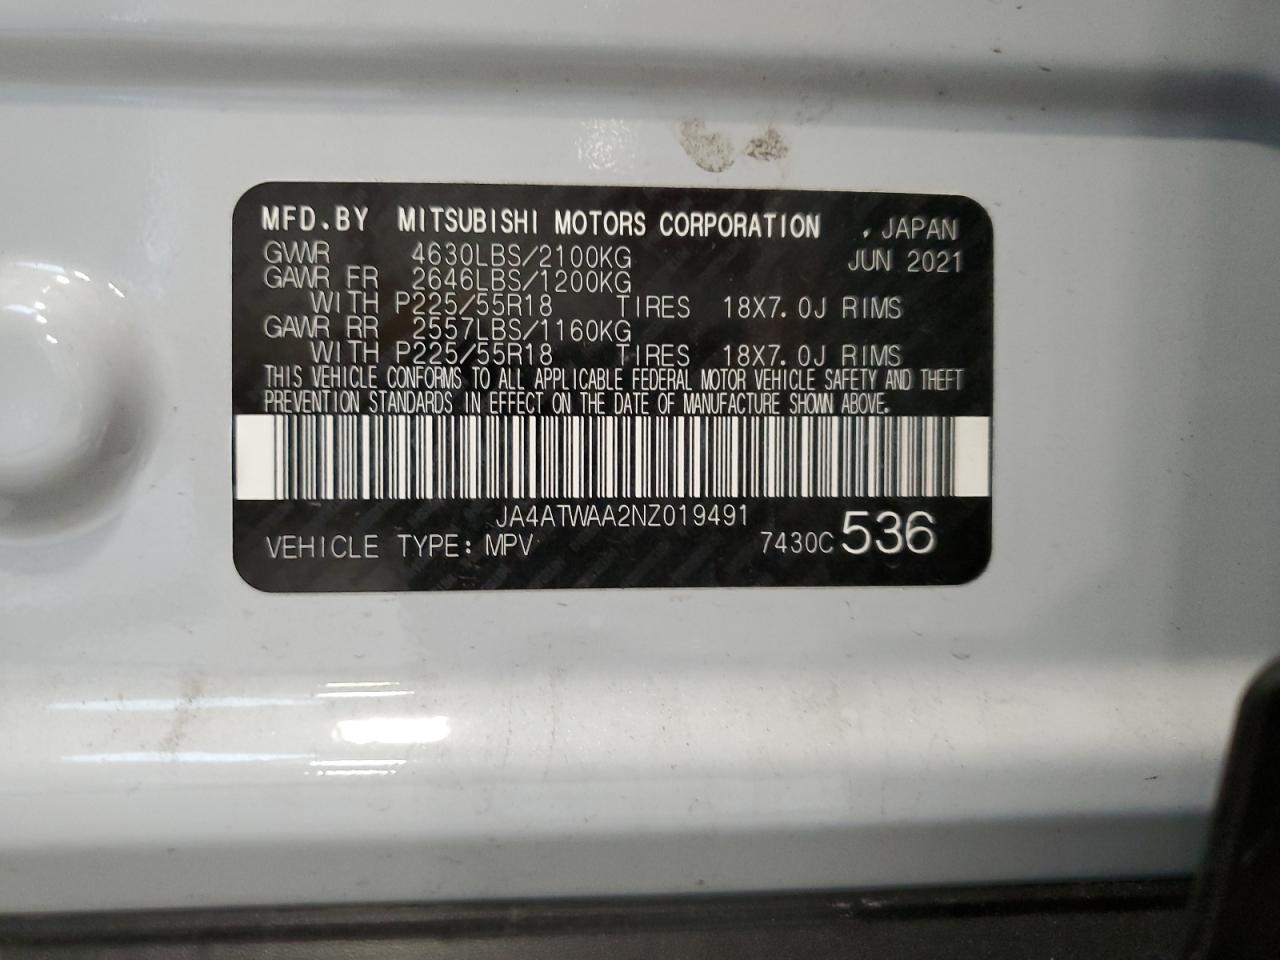 MFD.BY MITSUBISHI MOTORS CORPORATION , JAPAN
GVWR 4630LBS/2100KG JUN 2021
GAWR FR 2646LBS/1200KG
WITH P225/55R18 TIRES 18X7.0J RIMS
GAWR RR 2557LBS/1160KG
WITH P225/55R18 TIRES 18X7.0J RIMS
THIS VEHICLE CONFORMS TO ALL APPLICABLE FEDERAL MOTOR VEHICLE SAFETY AND THEFT
PREVENTION STANDARDS IN EFFECT ON THE DATE OF MANUFACTURE SHOWN ABOVE.
JA4ATWAA2NZ019491
VEHICLE TYPE: MPV 7430C 536